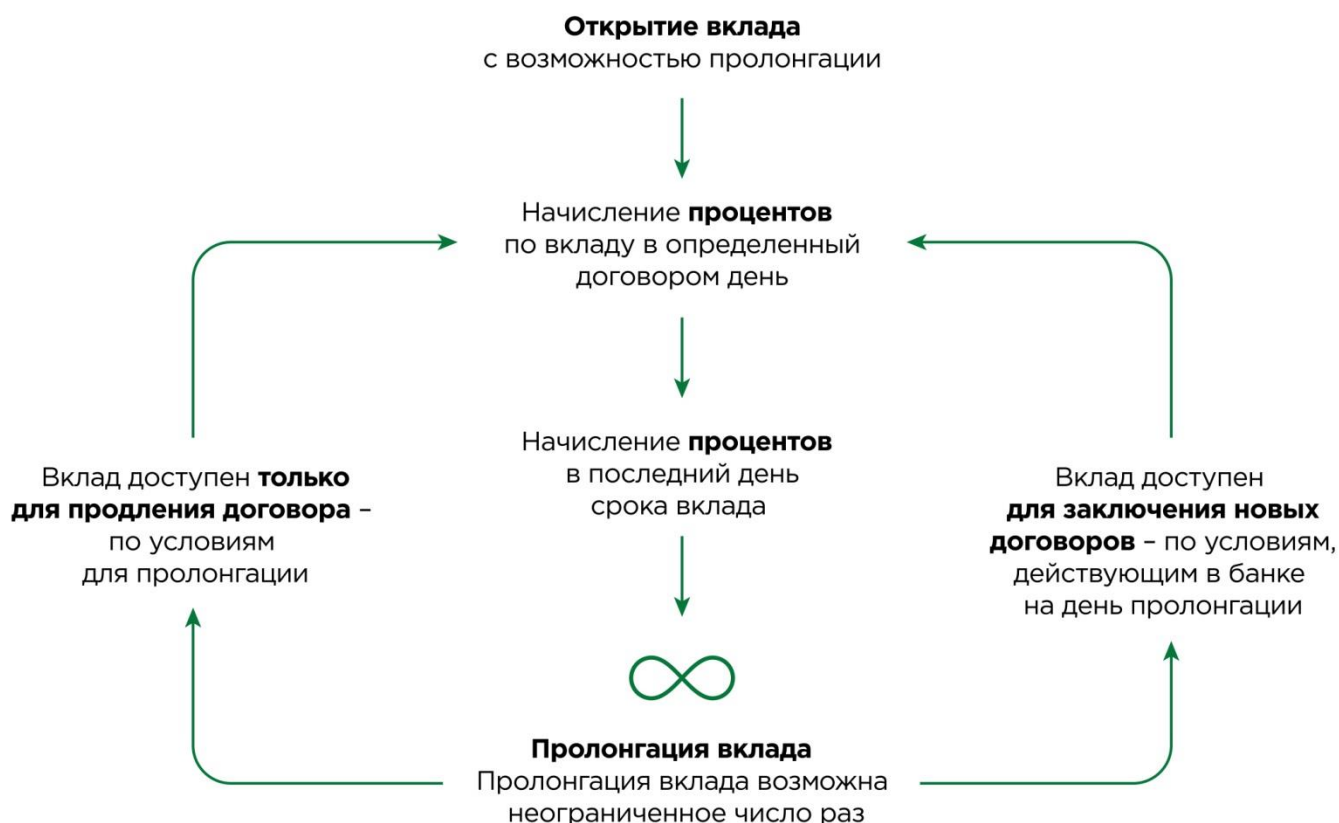 Открытие вклада
с возможностью пролонгации
Начисление процентов
по вкладу в определенный
договором день
Начисление процентов
в последний день
срока вклада
Вклад доступен только
для продления договора –
по условиям
для пролонгации
Вклад доступен
для заключения новых
договоров – по условиям,
действующим в банке
на день пролонгации
Пролонгация вклада
Пролонгация вклада возможна
неограниченное число раз